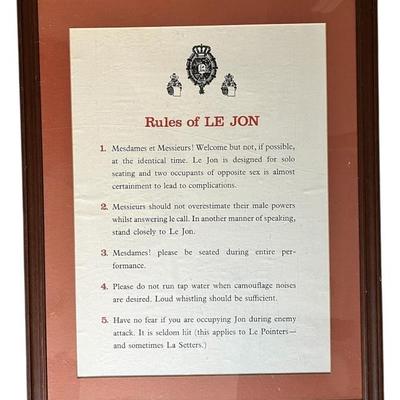 Rules of LE JON
1. Mesdames et Messieurs! Welcome but not, if possible,
at the identical time. Le Jon is designed for solo
seating and two occupants of opposite sex is almost
certainment to lead to complications.
2. Messieurs should not overestimate their male powers
whilst answering le call. In another manner of speaking,
stand closely to Le Jon.
3. Mesdames! please be seated during entire per-
formance.
4. Please do not run tap water when camouflage noises
are desired. Loud whistling should be sufficient.
5. Have no fear if you are occupying Jon during enemy
attack. It is seldom hit (this applies to Le Pointers—
and sometimes La Setters.)